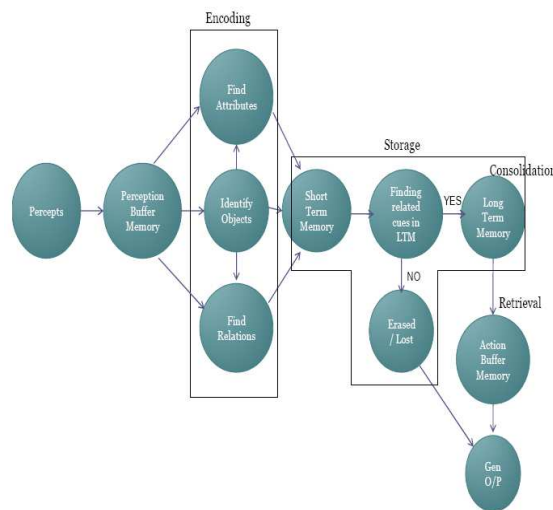 Encoding
Find
Attributes
Storage
Consolidation
Percepts
Perception
Buffer
Memory
Identify
Objects
Short
Term
Memory
Finding
related
cues in
LTM
YES
Long
Term
Memory
NO
Retrieval
Find
Relations
Erased
/ Lost
Action
Buffer
Memory
Gen
O/P